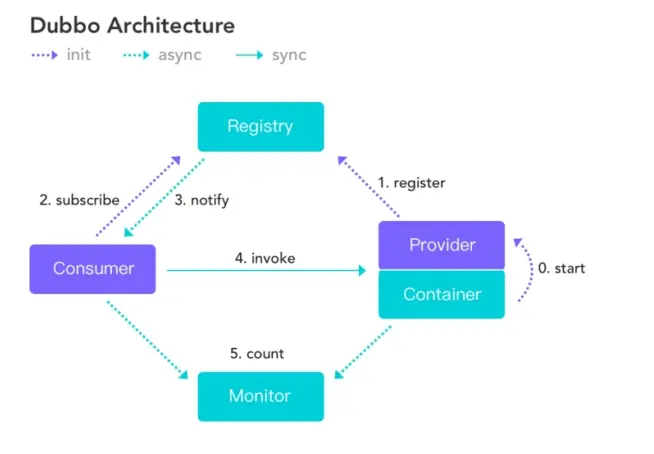 Dubbo Architecture
init async sync
Registry
1. register
2. subscribe
3. notify
Provider
Consumer
4. invoke
0. start
Container
5. count
Monitor